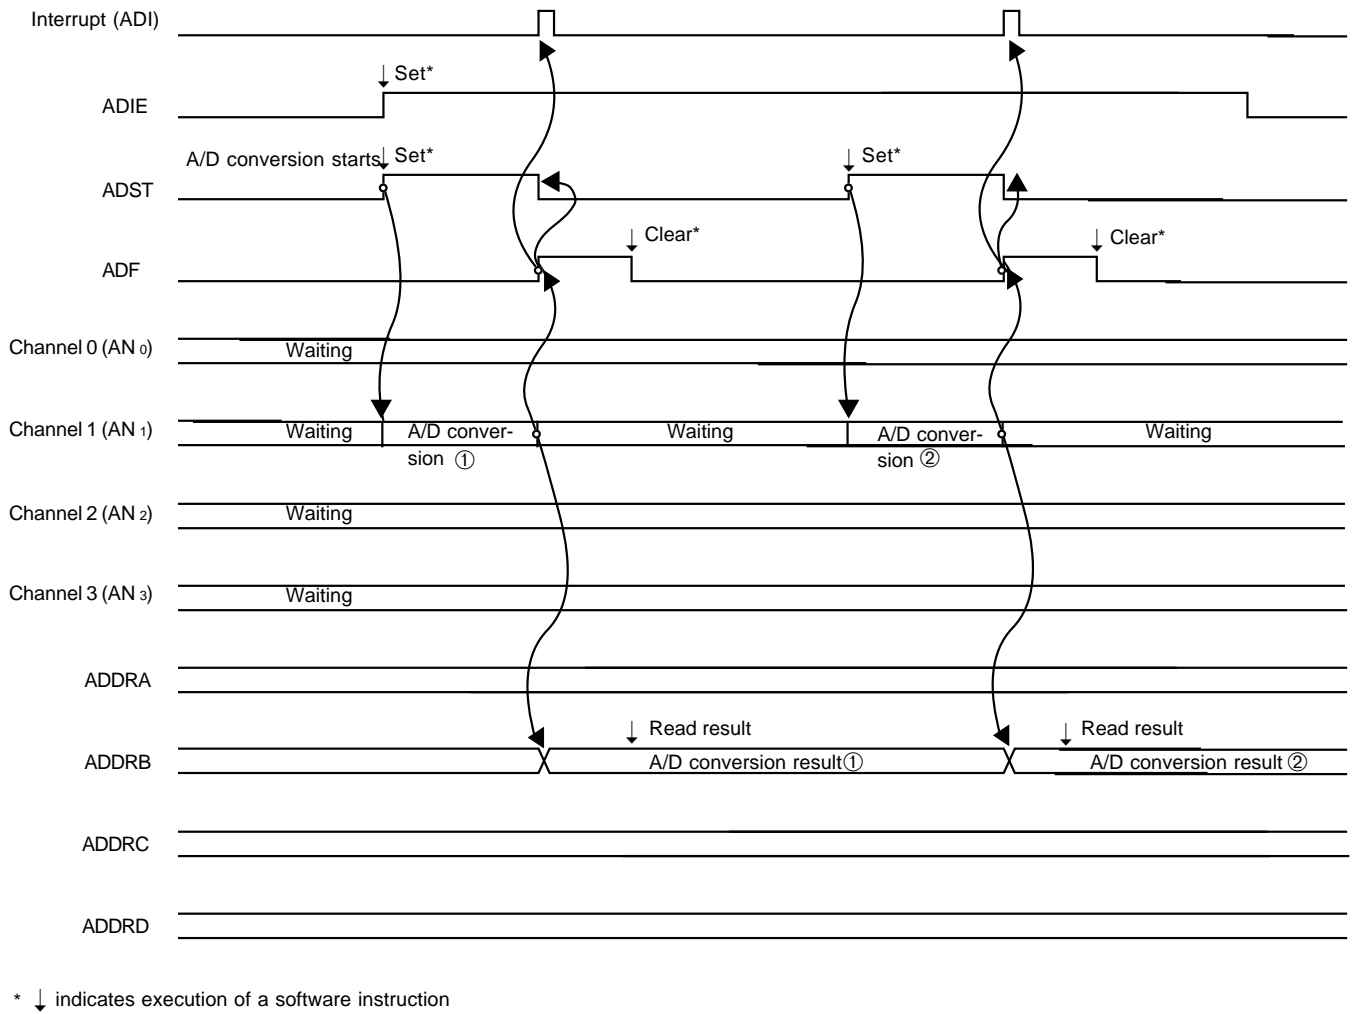 Interrupt (ADI)
Set*
ADIE
A/D conversion starts Set* Set*
ADST
Clear* Clear*
ADF
Channel 0 (AN 0)
Waiting
Channel 1 (AN 1)
Waiting A/D conver- Waiting A/D conver- Waiting
sion ① sion ②
Channel 2 (AN 2)
Waiting
Channel 3 (AN 3)
Waiting
ADDRA
Read result Read result
ADDRB A/D conversion result① A/D conversion result ②
ADDRC
ADDRD
* ↓ indicates execution of a software instruction